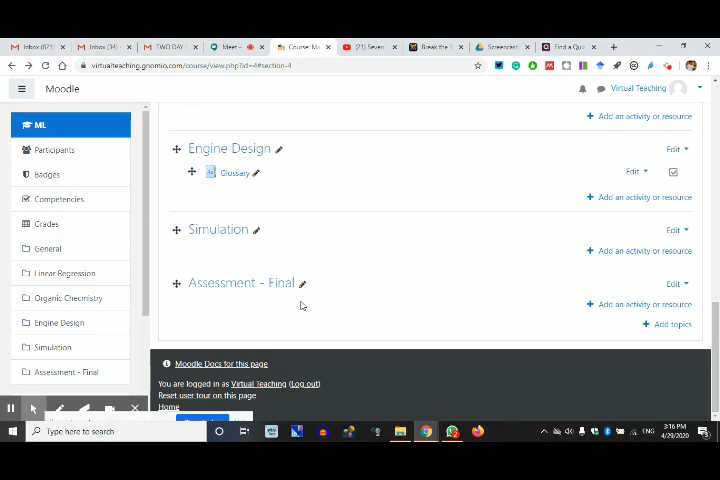 Inbox (821)
Inbox (34) -
TWO DAY
Meet –
Course: Ma
(21) Seven
Break the 1
Screencast
Find a Quiz
virtualteaching.gnomio.com/course/view.php?id=4#section-4
Moodle
Virtual Teaching
ML
Participants
Badges
Competencies
Grades
General
Linear Regression
Organic Checmistry
Engine Design
Simulation
Assessment - Final
Add an activity or resource
Engine Design
Edit
Glossary
Edit
Add an activity or resource
Simulation
Edit
Add an activity or resource
Assessment - Final
Edit
Add an activity or resource
Add topics
Moodle Docs for this page
You are logged in as Virtual Teaching (Log out)
Reset user tour on this page
Home
Type here to search
ENG
3:16 PM
4/29/2020